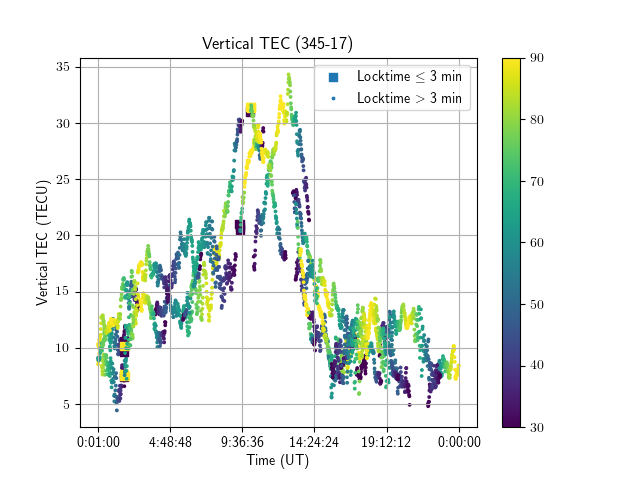 Vertical TEC (345-17)
Locktime ≤ 3 min
Locktime > 3 min
Vertical TEC (TECU)
35
30
25
20
15
10
5
0:01:00 4:48:48 9:36:36 14:24:24 19:12:12 0:00:00
Time (UT)
90
80
70
60
50
40
30